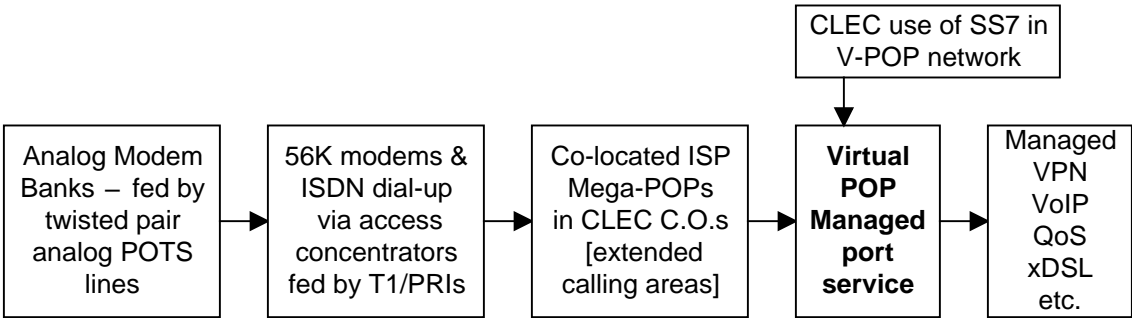 CLEC use of SS7 in
V-POP network
Analog Modem
Banks – fed by
twisted pair
analog POTS
lines
56K modems &
ISDN dial-up
via access
concentrators
fed by T1/PRIs
Co-located ISP
Mega-POPs
in CLEC C.O.s
[extended
calling areas]
Virtual
POP
Managed
port
service
Managed
VPN
VoIP
QoS
xDSL
etc.